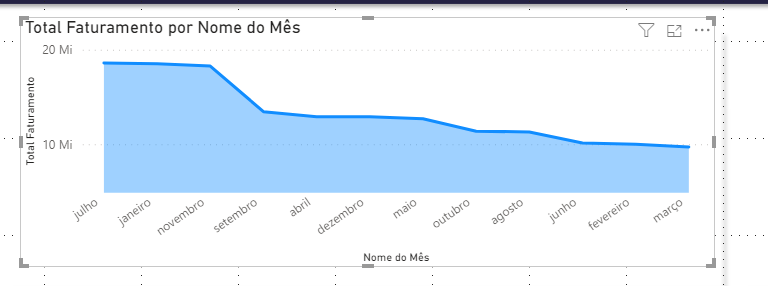 Total Faturamento por Nome do Mês
20 Mi
10 Mi
Total Faturamento
julho
janeiro
novembro
setembro
abril
dezembro
maio
outubro
agosto
junho
fevereiro
março
Nome do Mês